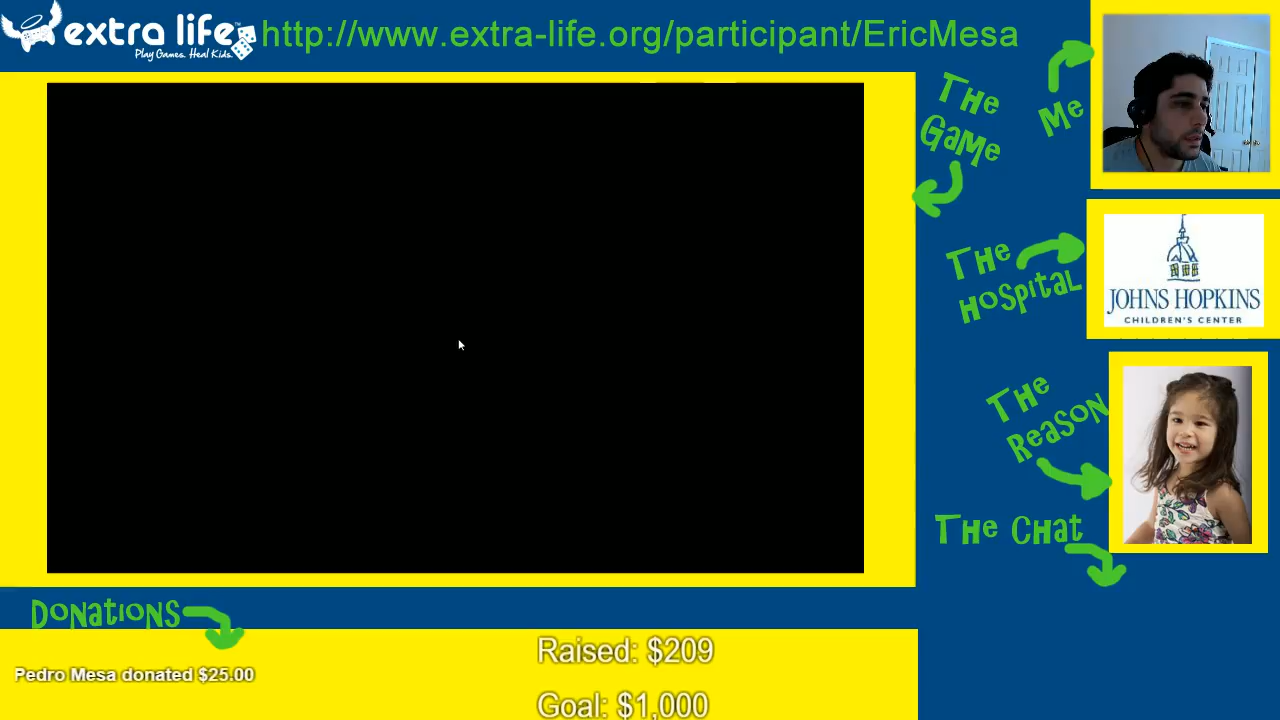 extra life
Play Games. Heal Kids.
http://www.extra-life.org/participant/EricMesa
The
Game
Me
The
Hospital
JOHNS HOPKINS
CHILDREN'S CENTER
The
Reason
The Chat
Donations
Pedro Mesa donated $25.00
Raised: $209
Goal: $1,000